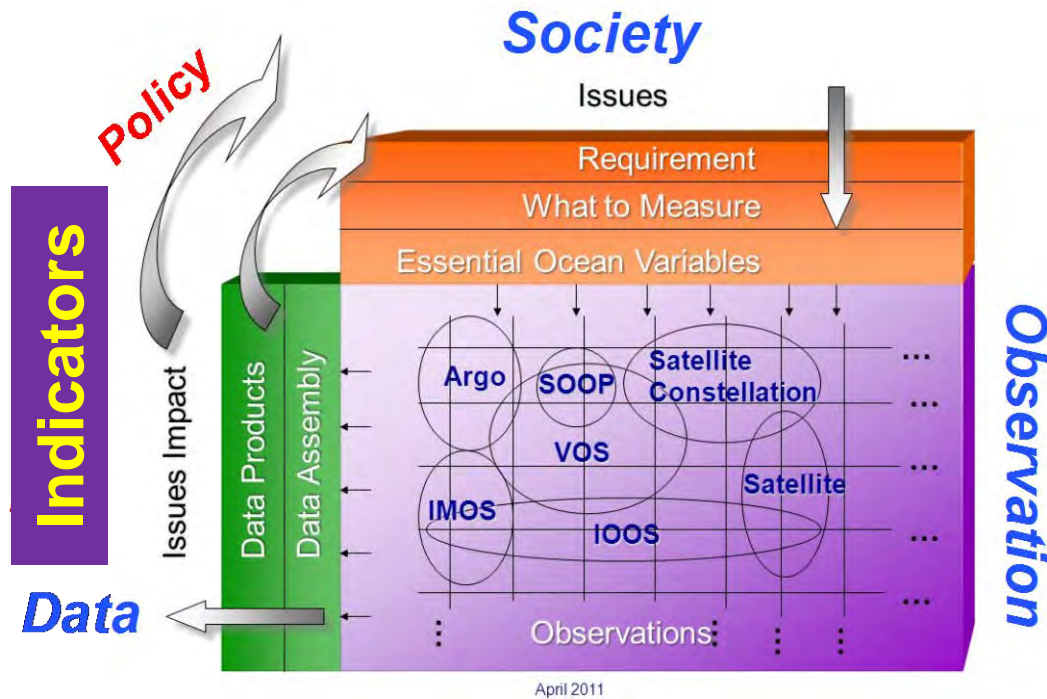 Society
Policy
Issues
Requirement
What to Measure
Essential Ocean Variables
Indicators
Issues Impact
Data Products
Data Assembly
Argo
SOOP
Satellite
Constellation
...
...
VOS
Satellite
...
IMOS
IOOS
...
...
Observations
Observation
Data
April 2011